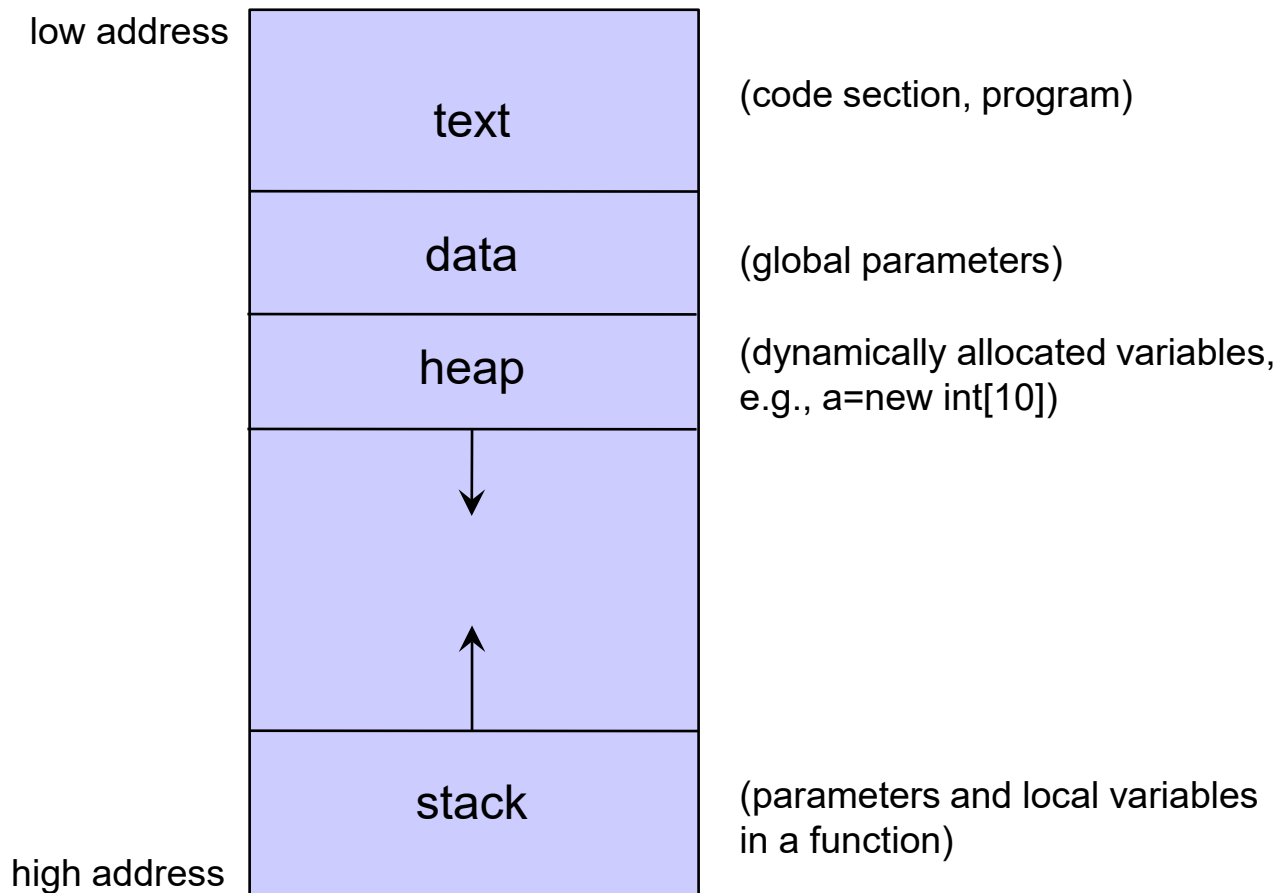 low address
text
(code section, program)
data
(global parameters)
heap
(dynamically allocated variables,
e.g., a=new int[10])
stack
(parameters and local variables
in a function)
high address